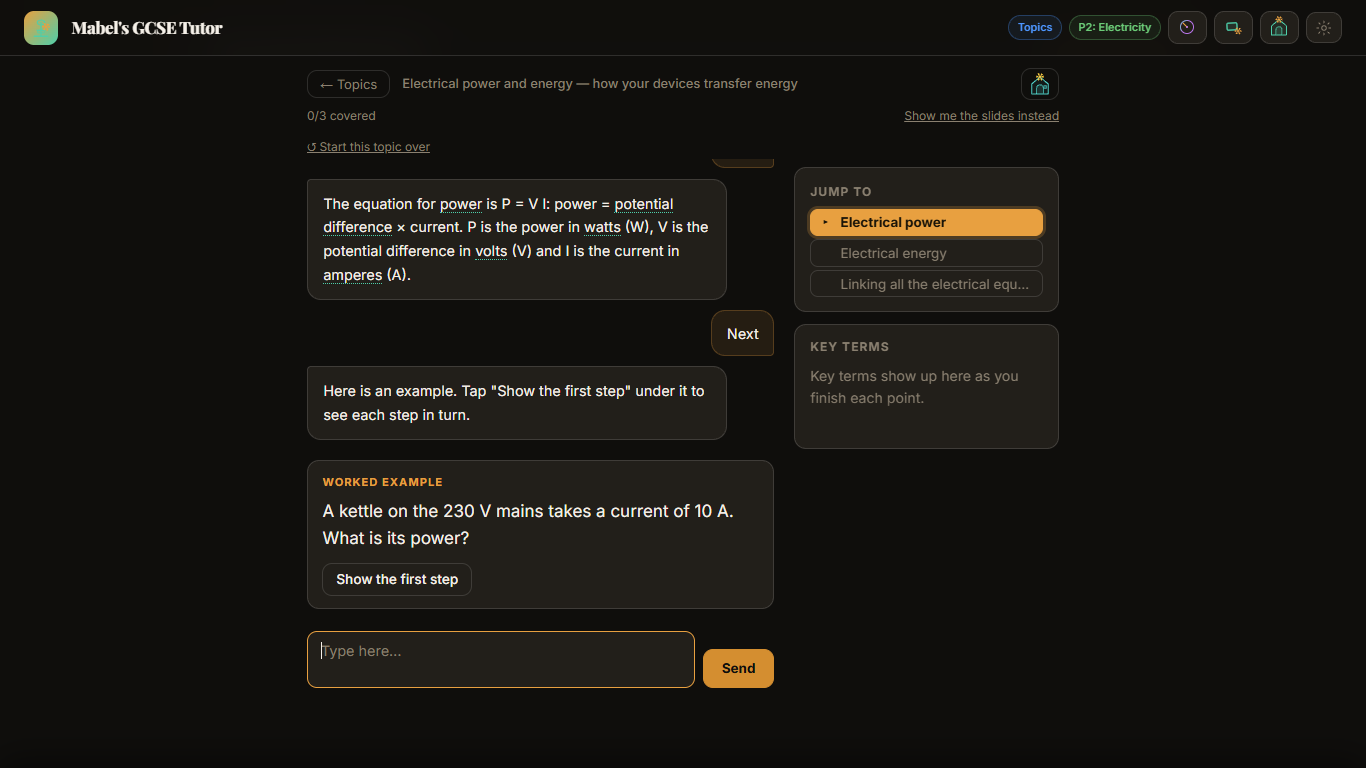 Mabel's GCSE Tutor
Topics
P2: Electricity
← Topics
Electrical power and energy — how your devices transfer energy
0/3 covered
Show me the slides instead
↺ Start this topic over
The equation for power is P = V I: power = potential
difference × current. P is the power in watts (W), V is the
potential difference in volts (V) and I is the current in
amperes (A).
Next
Here is an example. Tap "Show the first step" under it to
see each step in turn.
WORKED EXAMPLE
A kettle on the 230 V mains takes a current of 10 A.
What is its power?
Show the first step
Type here...
Send
JUMP TO
‣ Electrical power
Electrical energy
Linking all the electrical equ...
KEY TERMS
Key terms show up here as you
finish each point.